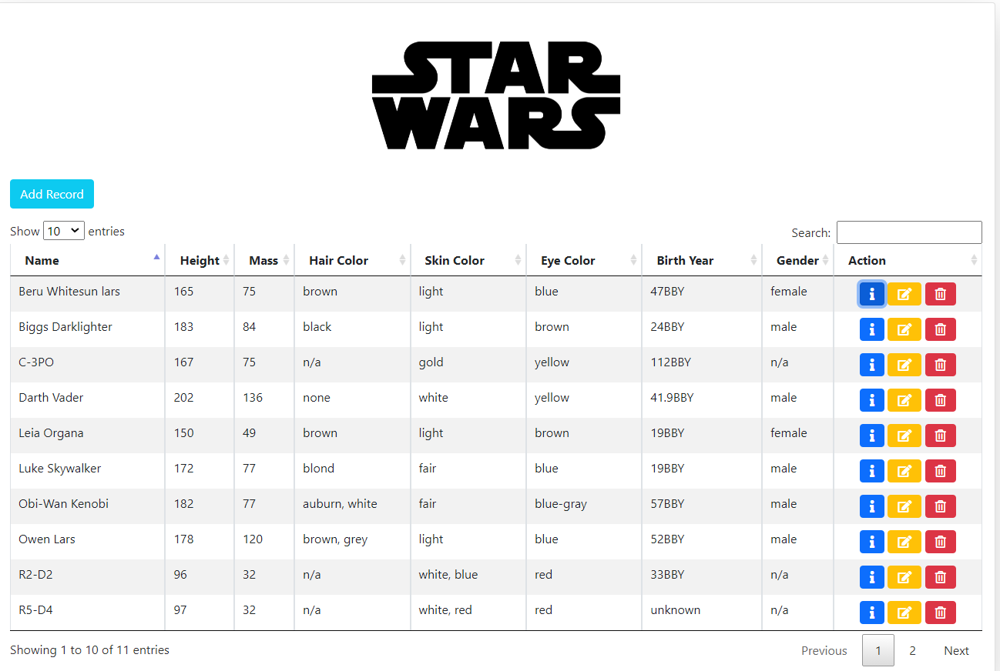 STAR
WARS
Add Record
Show 10 entries
Search:
Name Height Mass Hair Color Skin Color Eye Color Birth Year Gender Action
Beru Whitesun lars 165 75 brown light blue 47BBY female
Biggs Darklighter 183 84 black light brown 24BBY male
C-3PO 167 75 n/a gold yellow 112BBY n/a
Darth Vader 202 136 none white yellow 41.9BBY male
Leia Organa 150 49 brown light brown 19BBY female
Luke Skywalker 172 77 blond fair blue 19BBY male
Obi-Wan Kenobi 182 77 auburn, white fair blue-gray 57BBY male
Owen Lars 178 120 brown, grey light blue 52BBY male
R2-D2 96 32 n/a white, blue red 33BBY n/a
R5-D4 97 32 n/a white, red red unknown n/a
Showing 1 to 10 of 11 entries
Previous 1 2 Next